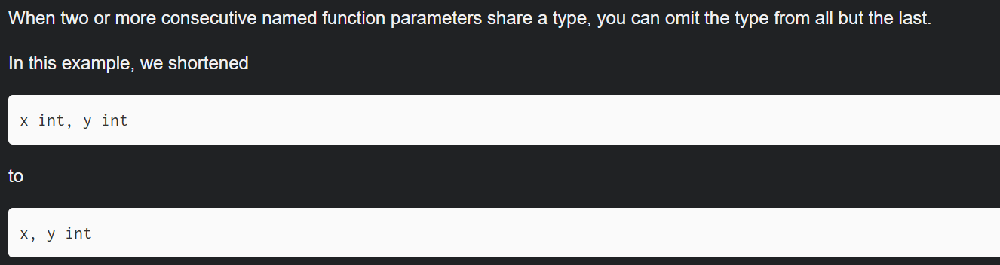 When two or more consecutive named function parameters share a type, you can omit the type from all but the last.
In this example, we shortened
x int, y int
to
x, y int